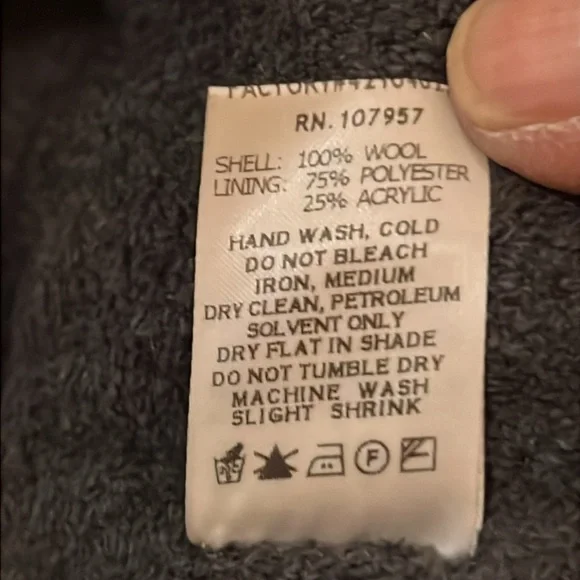 RN. 107957
SHELL: 100% WOOL
LINING: 75% POLYESTER
25% ACRYLIC
HAND WASH, COLD
DO NOT BLEACH
IRON, MEDIUM
DRY CLEAN, PETROLEUM
SOLVENT ONLY
DRY FLAT IN SHADE
DO NOT TUMBLE DRY
MACHINE WASH
SLIGHT SHRINK
F